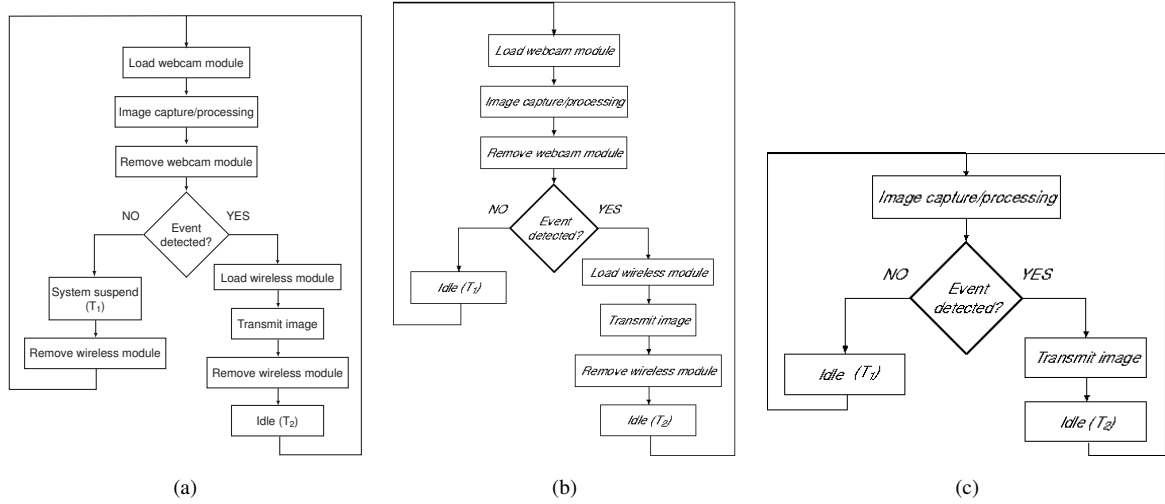 Load webcam module
Image capture/processing
Remove webcam module
NO
YES
Event
detected?
System suspend
(T1)
Remove wireless module
Load wireless module
Transmit image
Remove wireless module
Idle (T2)
(a)
Load webcam module
Image capture/processing
Remove webcam module
NO
YES
Event
detected?
Idle (T1)
Load wireless module
Transmit image
Remove wireless module
Idle (T2)
(b)
Image capture/processing
NO
YES
Event
detected?
Idle (T1)
Transmit image
Idle (T2)
(c)